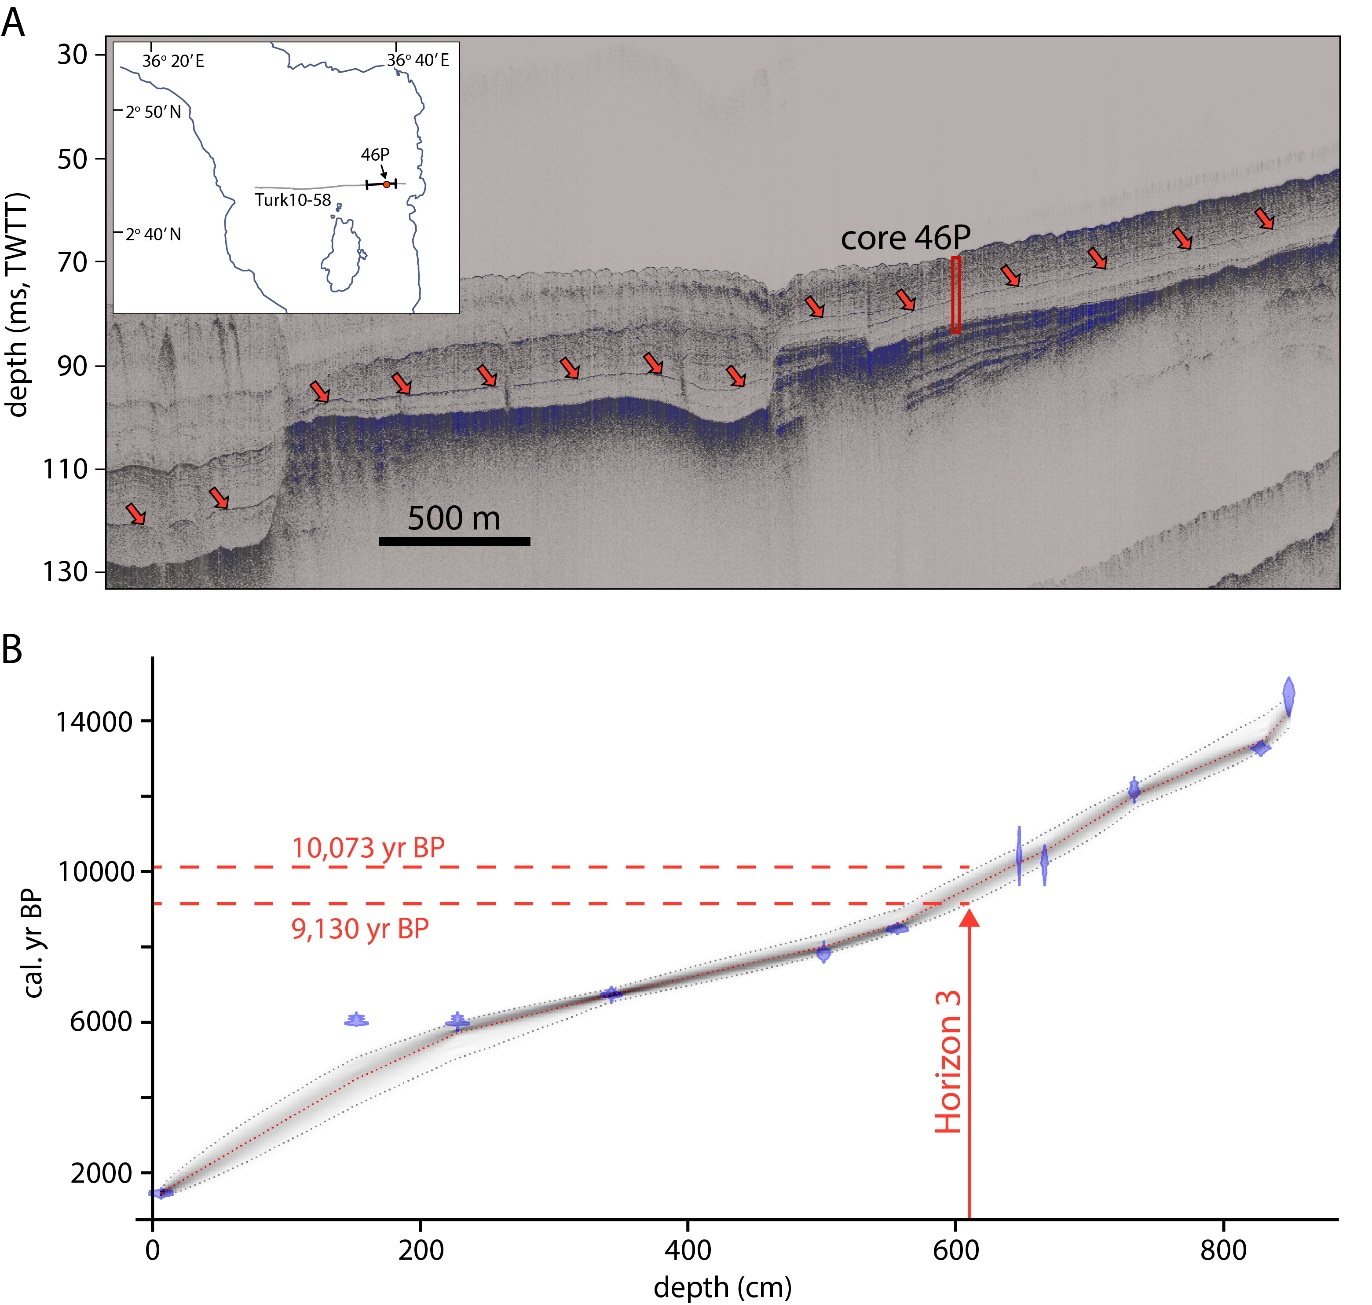 A
30
50
70
90
110
130
depth (ms, TWTT)
36° 20′ E
36° 40′ E
2° 50′ N
2° 40′ N
46P
Turk10-58
core 46P
500 m
B
14000
10000
6000
2000
cal. yr BP
10,073 yr BP
9,130 yr BP
Horizon 3
0
200
400
600
800
depth (cm)